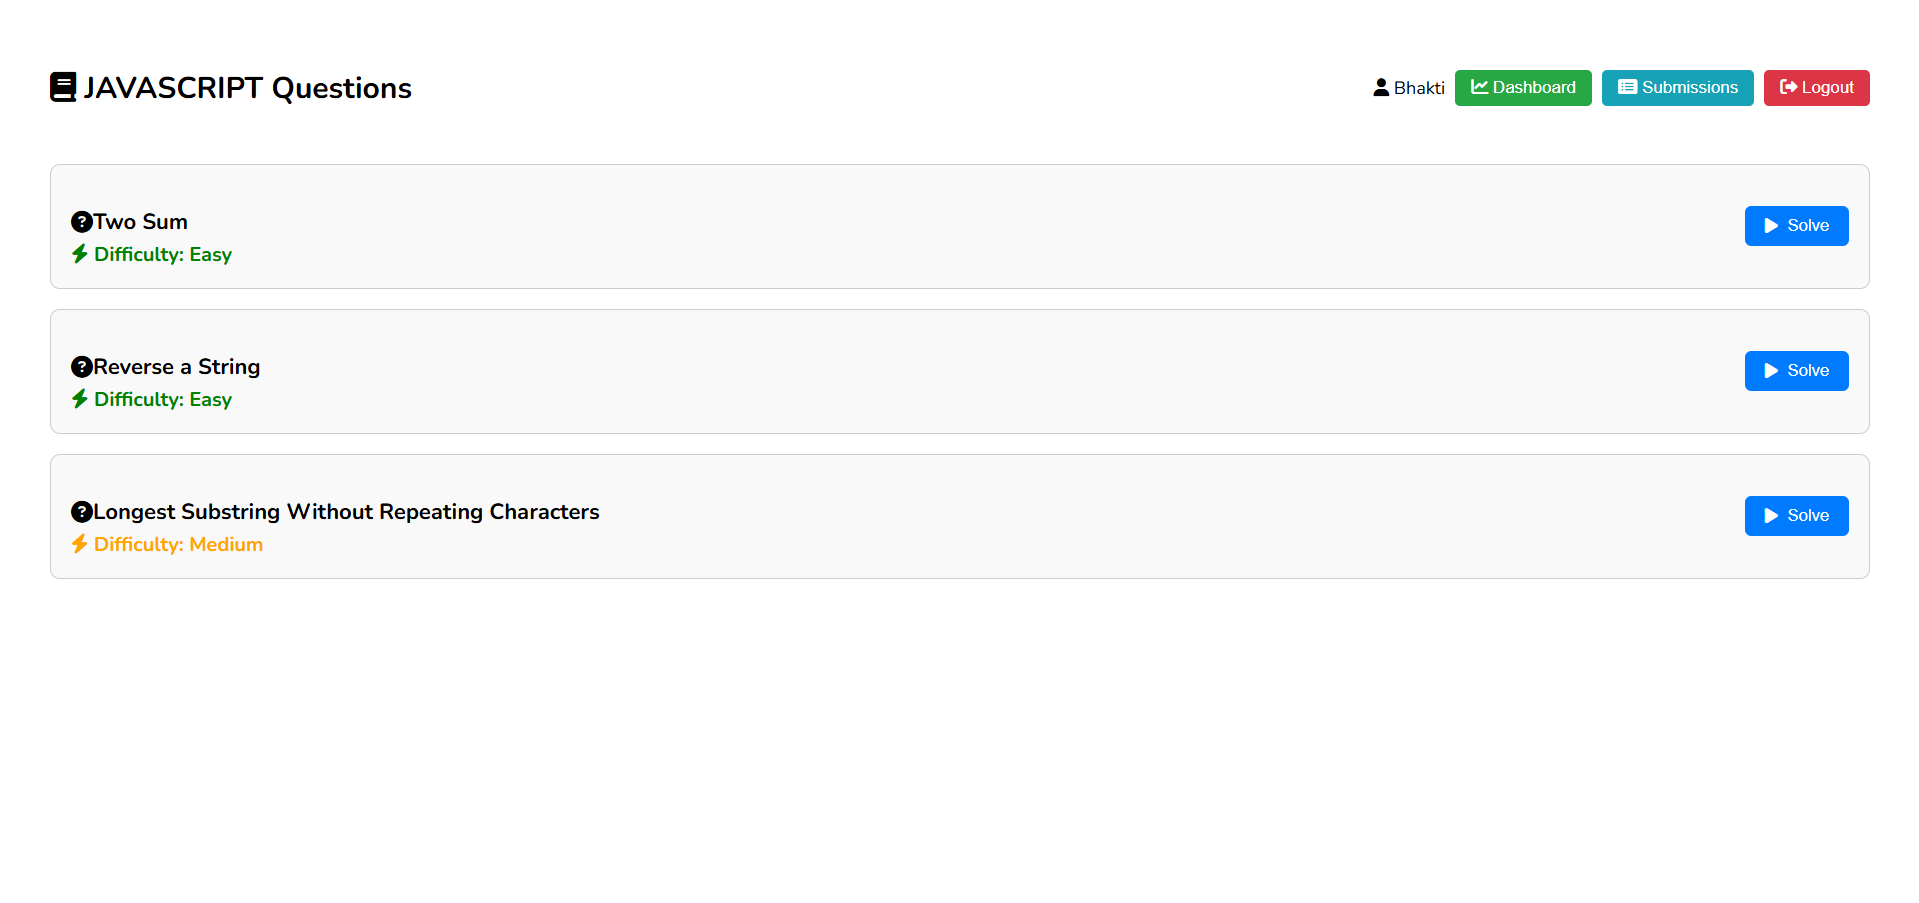 JAVASCRIPT Questions
Bhakti
Dashboard
Submissions
Logout
Two Sum
Difficulty: Easy
Solve
Reverse a String
Difficulty: Easy
Solve
Longest Substring Without Repeating Characters
Difficulty: Medium
Solve